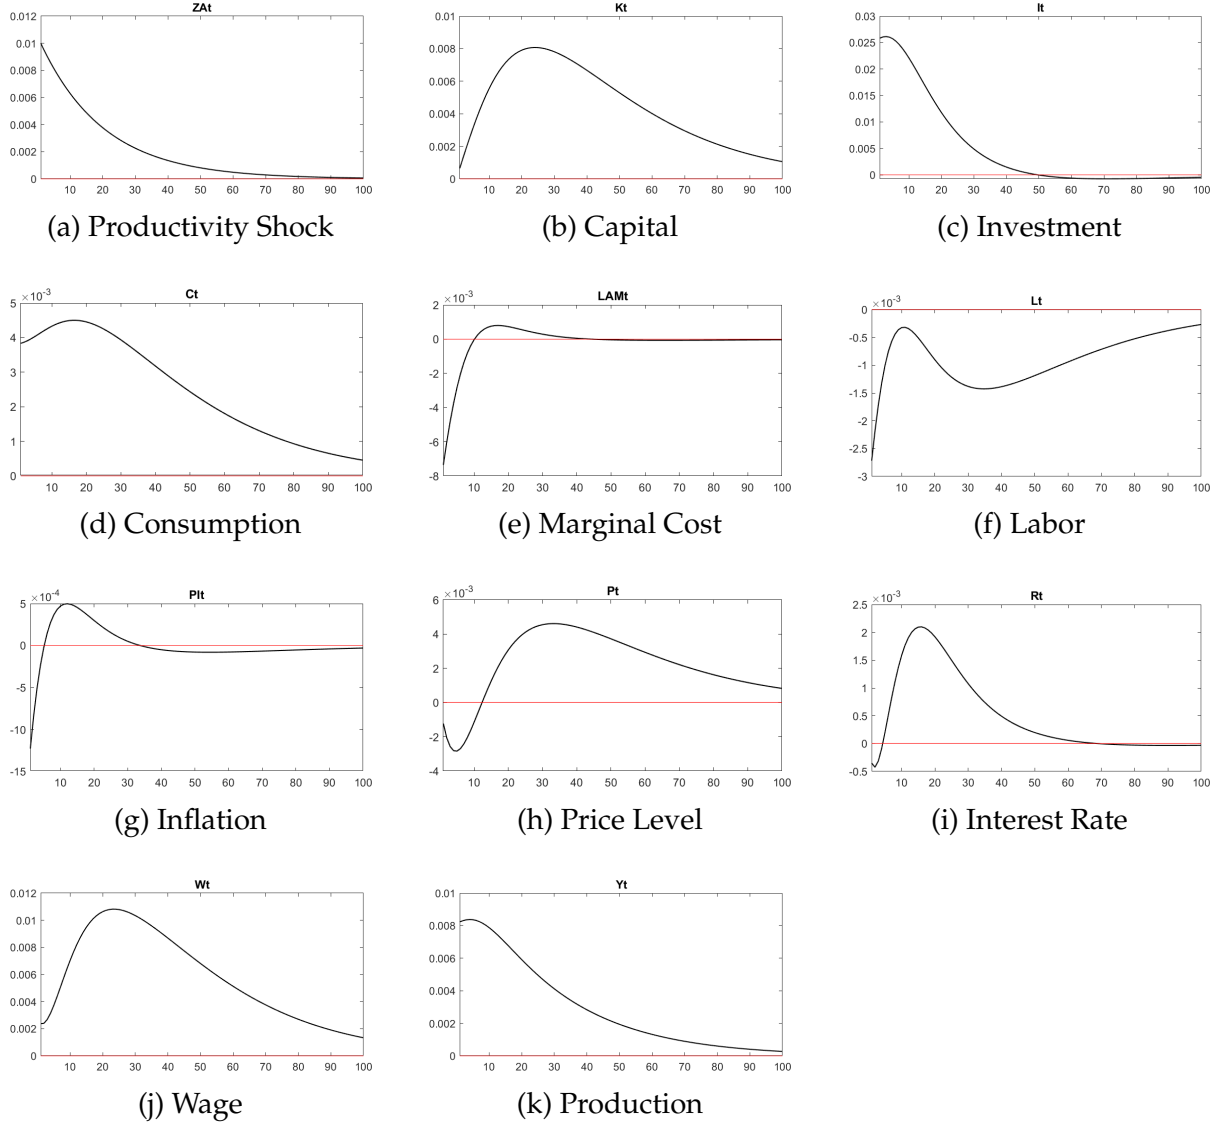 ZAt
0.012
0.01
0.008
0.006
0.004
0.002
0
10 20 30 40 50 60 70 80 90 100
(a) Productivity Shock
Kt
0.01
0.008
0.006
0.004
0.002
0
10 20 30 40 50 60 70 80 90 100
(b) Capital
It
0.03
0.025
0.02
0.015
0.01
0.005
0
10 20 30 40 50 60 70 80 90 100
(c) Investment
Ct
×10⁻³
5
4
3
2
1
0
10 20 30 40 50 60 70 80 90 100
(d) Consumption
LAMt
×10⁻³
2
0
-2
-4
-6
-8
10 20 30 40 50 60 70 80 90 100
(e) Marginal Cost
Lt
×10⁻³
0
-0.5
-1
-1.5
-2
-2.5
-3
10 20 30 40 50 60 70 80 90 100
(f) Labor
PIt
×10⁻⁴
5
0
-5
-10
-15
10 20 30 40 50 60 70 80 90 100
(g) Inflation
Pt
×10⁻³
6
4
2
0
-2
-4
10 20 30 40 50 60 70 80 90 100
(h) Price Level
Rt
×10⁻³
2.5
2
1.5
1
0.5
0
-0.5
10 20 30 40 50 60 70 80 90 100
(i) Interest Rate
Wt
0.012
0.01
0.008
0.006
0.004
0.002
0
10 20 30 40 50 60 70 80 90 100
(j) Wage
Yt
0.01
0.008
0.006
0.004
0.002
0
10 20 30 40 50 60 70 80 90 100
(k) Production